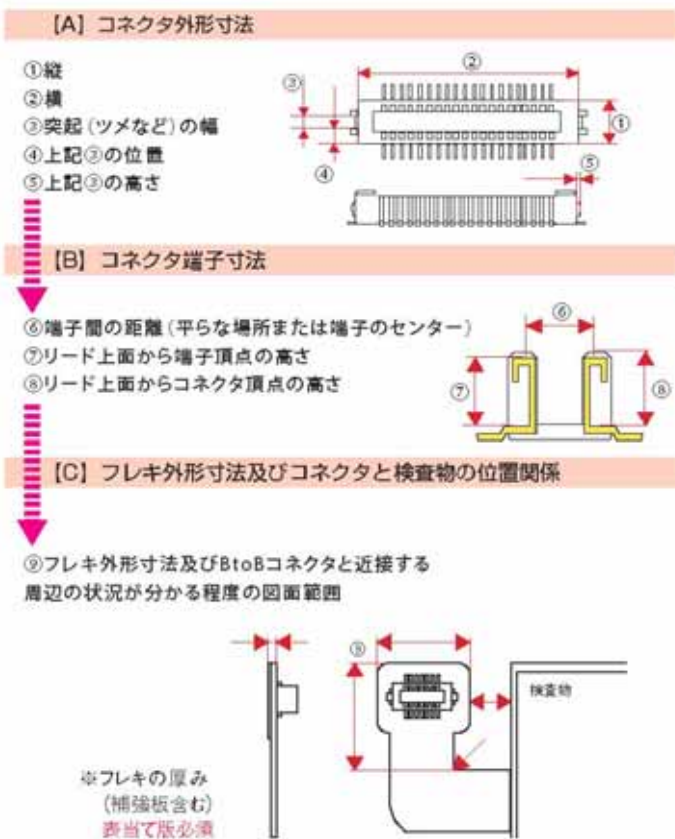 【A】コネクタ外形寸法
①縦
②横
③突起(ツメなど)の幅
④上記③の位置
⑤上記③の高さ
②
③
①
④
⑤
【B】コネクタ端子寸法
⑥端子間の距離(平らな場所または端子のセンター)
⑦リード上面から端子頂点の高さ
⑧リード上面からコネクタ頂点の高さ
⑥
⑦
⑧
【C】フレキ外形寸法及びコネクタと検査物の位置関係
⑨フレキ外形寸法及びBtoBコネクタと近接する
周辺の状況が分かる程度の図面範囲
⑨
検査物
※フレキの厚み
(補強板含む)
表当て版必須